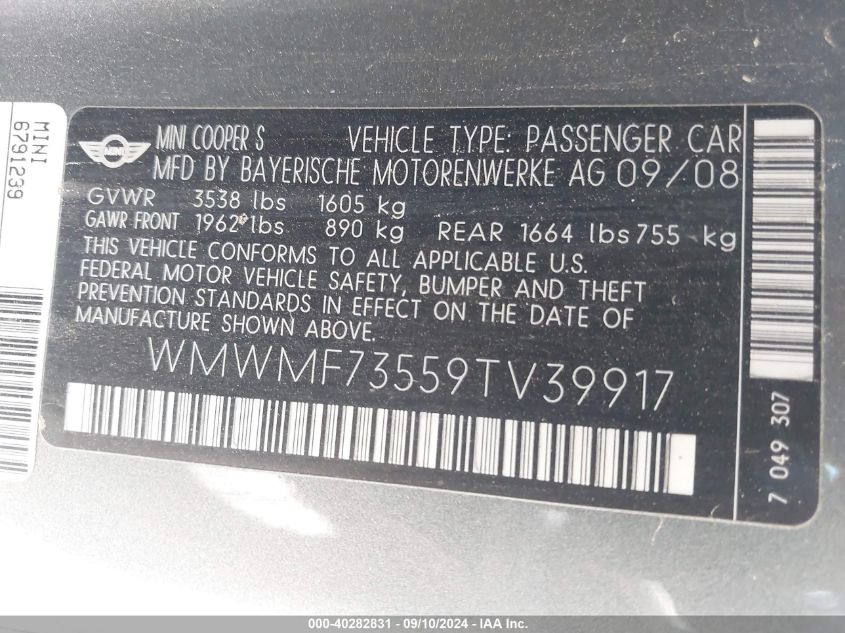 MINI
6791239
MINI
MINI COOPER S VEHICLE TYPE: PASSENGER CAR
MFD BY BAYERISCHE MOTORENWERKE AG 09/08
GVWR 3538 lbs 1605 kg
GAWR FRONT 1962 lbs 890 kg REAR 1664 lbs 755 kg
THIS VEHICLE CONFORMS TO ALL APPLICABLE U.S.
FEDERAL MOTOR VEHICLE SAFETY, BUMPER AND THEFT
PREVENTION STANDARDS IN EFFECT ON THE DATE OF
MANUFACTURE SHOWN ABOVE.
WMWMF73559TV39917
7 049 307
000-40282831 - 09/10/2024 - IAAI Inc.